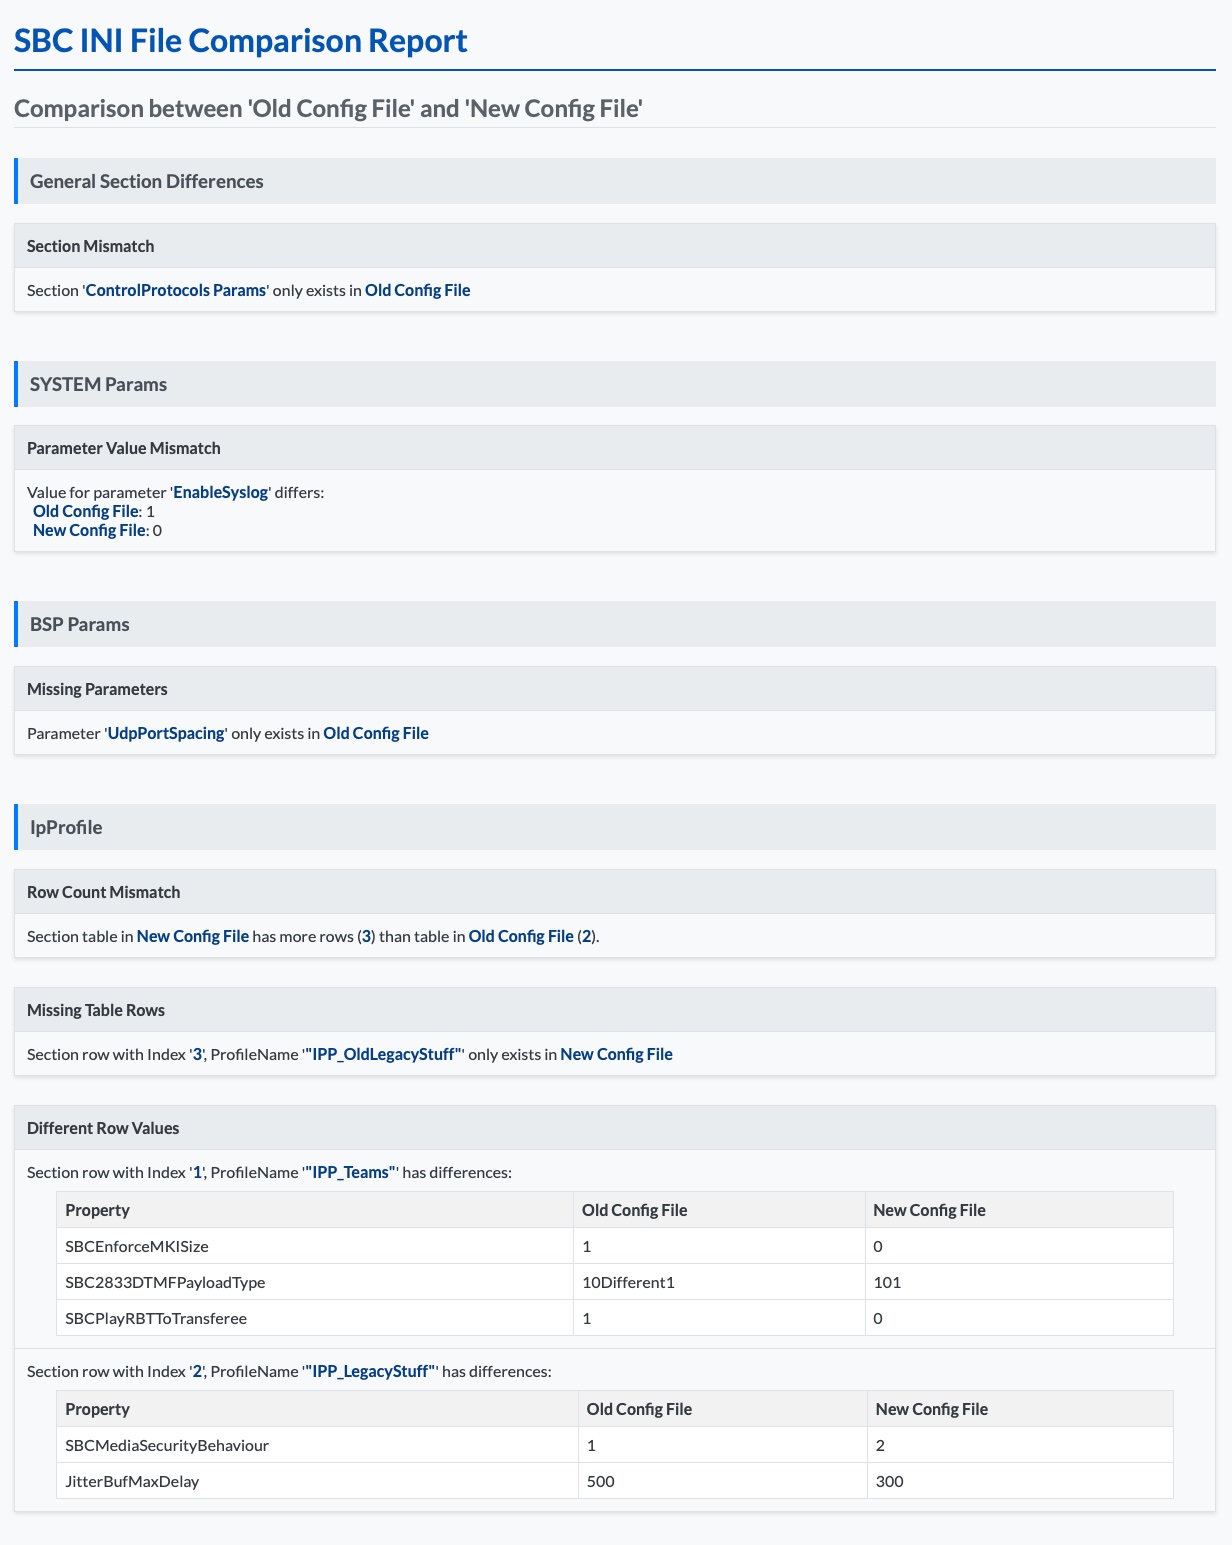 SBC INI File Comparison Report
Comparison between 'Old Config File' and 'New Config File'
General Section Differences
Section Mismatch
Section 'ControlProtocols Params' only exists in Old Config File
SYSTEM Params
Parameter Value Mismatch
Value for parameter 'EnableSyslog' differs:
Old Config File: 1
New Config File: 0
BSP Params
Missing Parameters
Parameter 'UdpPortSpacing' only exists in Old Config File
IpProfile
Row Count Mismatch
Section table in New Config File has more rows (3) than table in Old Config File (2).
Missing Table Rows
Section row with Index '3', ProfileName '"IPP_OldLegacyStuff"' only exists in New Config File
Different Row Values
Section row with Index '1', ProfileName '"IPP_Teams"' has differences:
Property Old Config File New Config File
SBCEnforceMKISize 1 0
SBC2833DTMFPayloadType 10Different1 101
SBCPlayRBTToTransferee 1 0
Section row with Index '2', ProfileName '"IPP_LegacyStuff"' has differences:
Property Old Config File New Config File
SBCMediaSecurityBehaviour 1 2
JitterBufMaxDelay 500 300